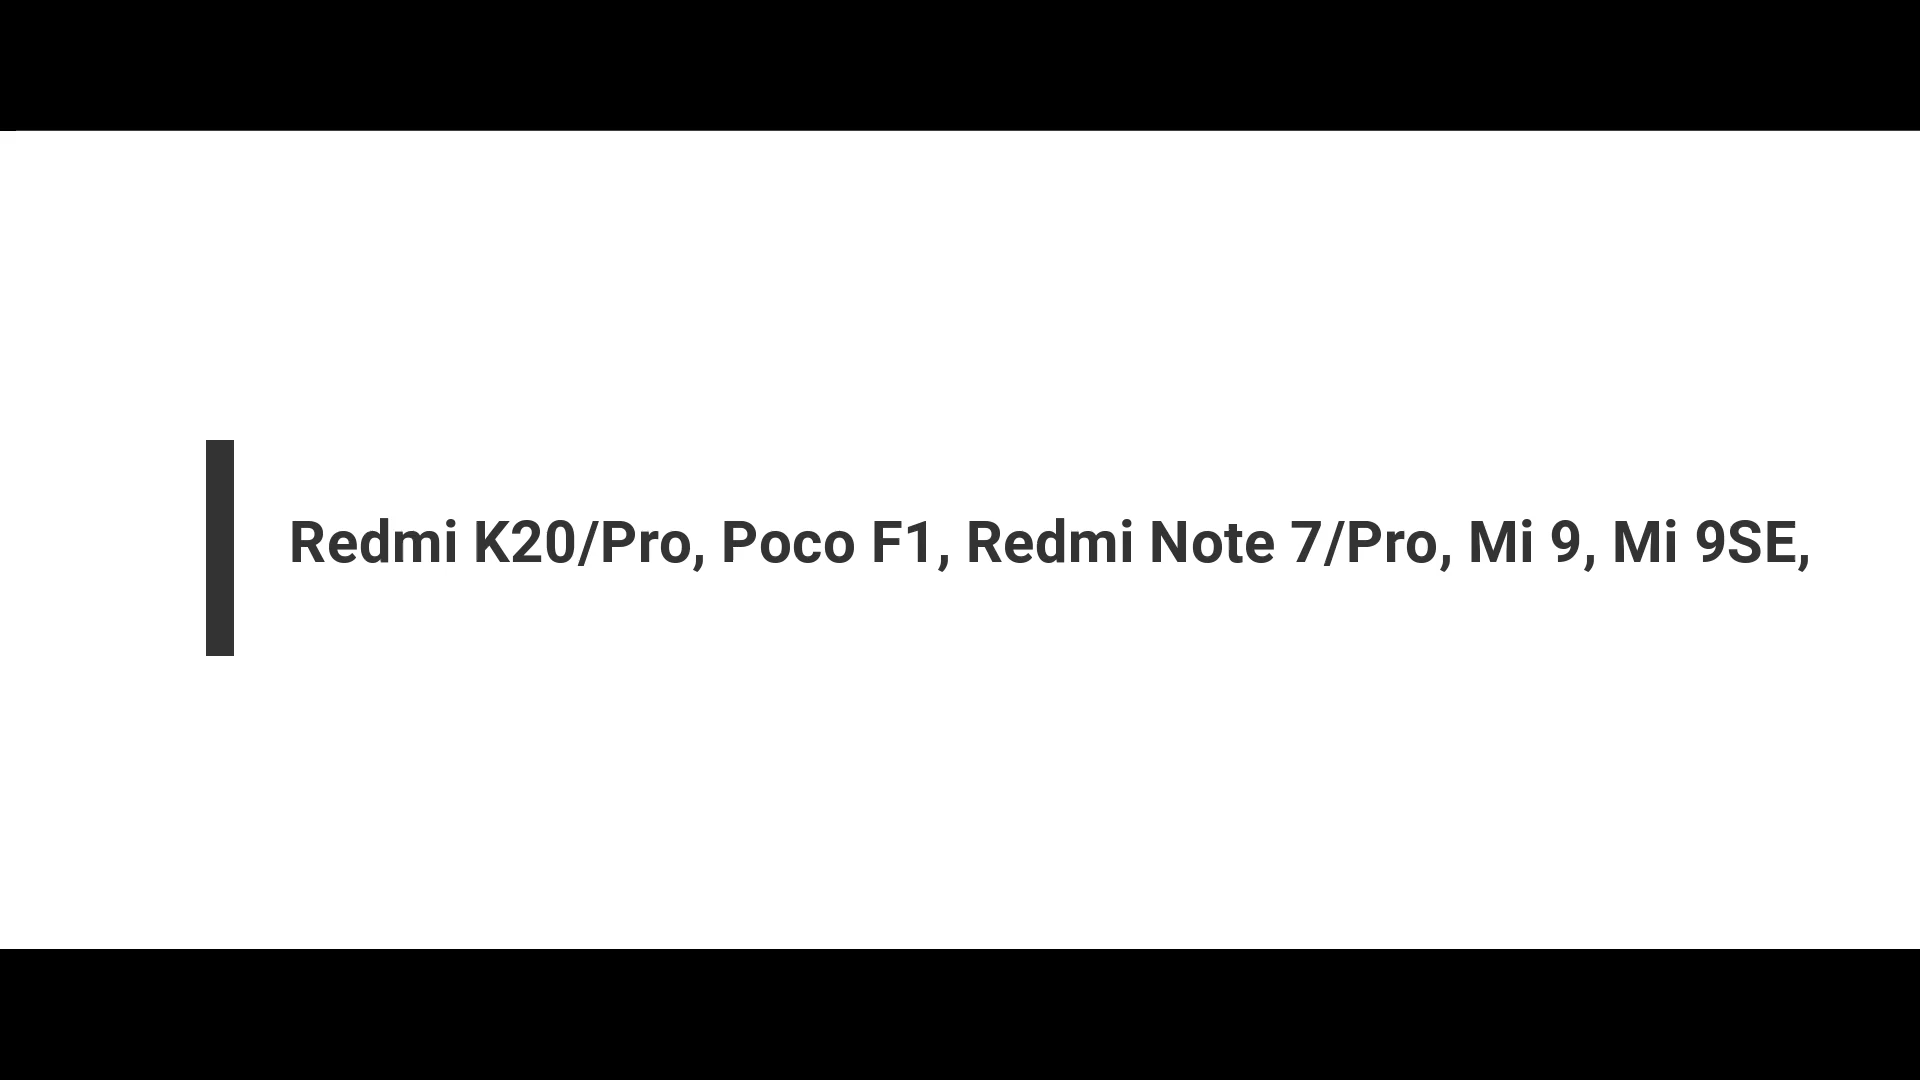 Redmi K20/Pro, Poco F1, Redmi Note 7/Pro, Mi 9, Mi 9SE,